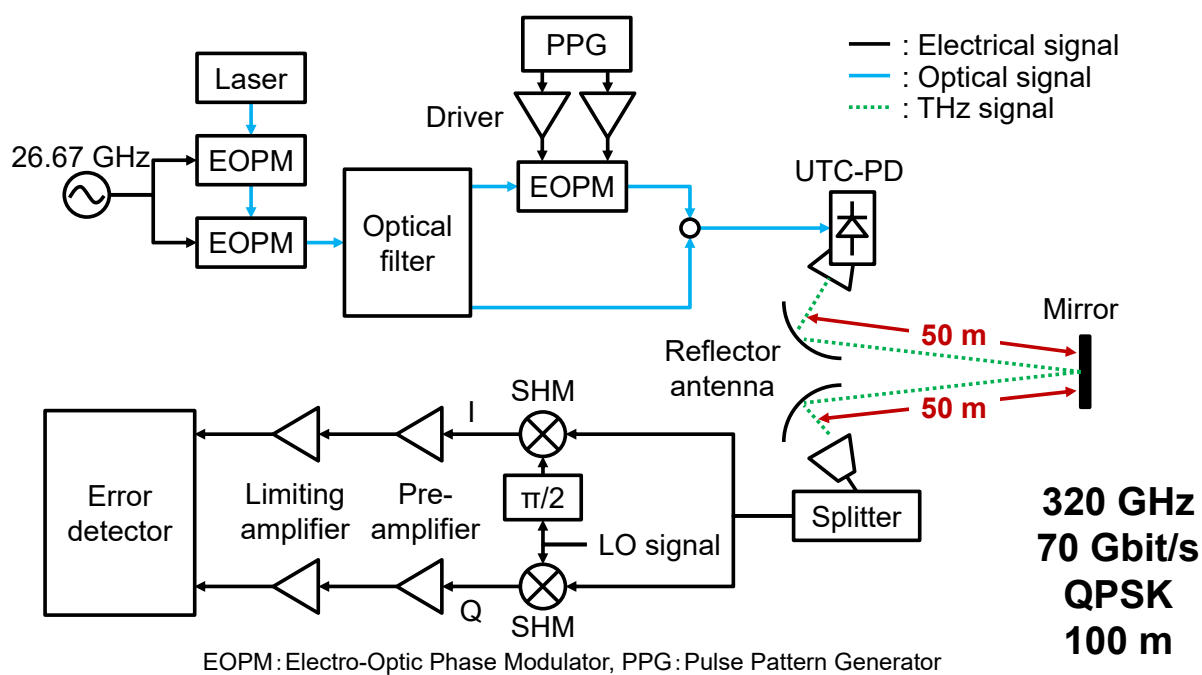 PPG
: Electrical signal
: Optical signal
: THz signal
Laser
Driver
26.67 GHz
EOPM
EOPM
EOPM
Optical
filter
UTC-PD
Mirror
50 m
Reflector
antenna
50 m
SHM
I
Error
detector
Limiting
amplifier
Pre-
amplifier
π/2
LO signal
Splitter
Q
SHM
320 GHz
70 Gbit/s
QPSK
100 m
EOPM：Electro-Optic Phase Modulator, PPG：Pulse Pattern Generator